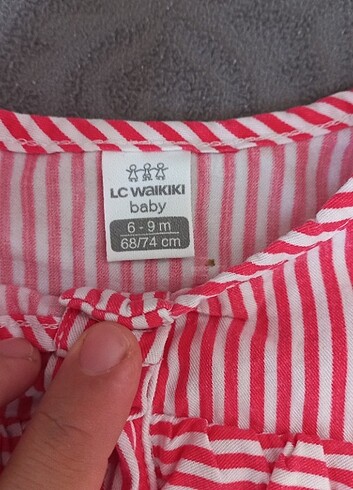 LC WAIKIKI
baby
6 - 9 m
68/74 cm